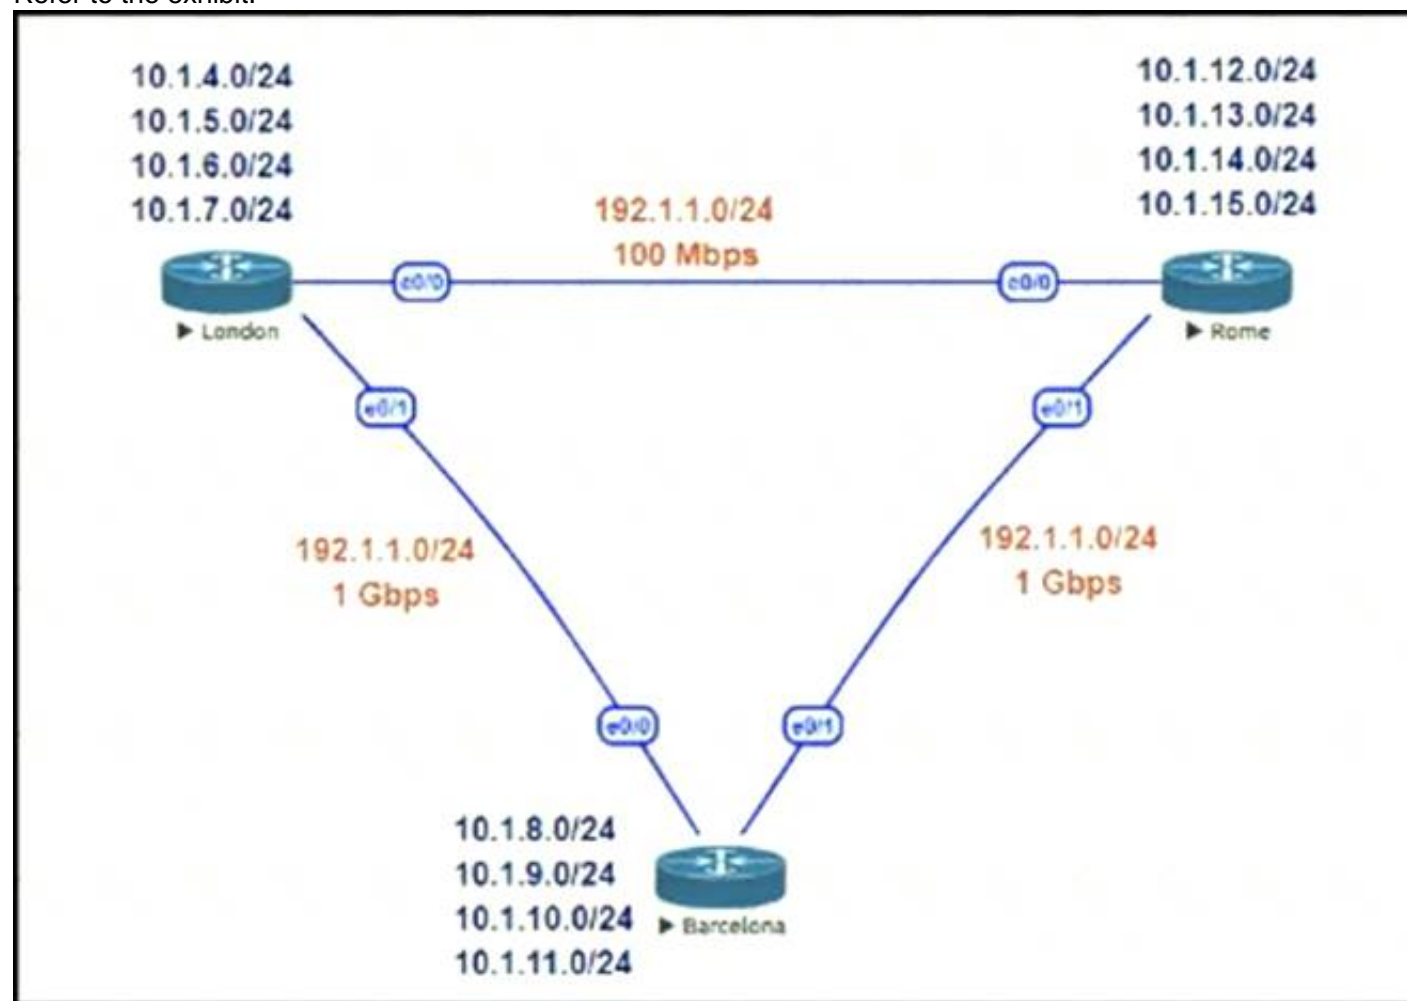 Refer to the exhibit.
10.1.4.0/24
10.1.5.0/24
10.1.6.0/24
10.1.7.0/24
10.1.12.0/24
10.1.13.0/24
10.1.14.0/24
10.1.15.0/24
192.1.1.0/24
100 Mbps
e0/0
e0/0
London
Rome
e0/1
e0/1
192.1.1.0/24
1 Gbps
192.1.1.0/24
1 Gbps
e0/0
e0/1
10.1.8.0/24
10.1.9.0/24
10.1.10.0/24
10.1.11.0/24
Barcelona